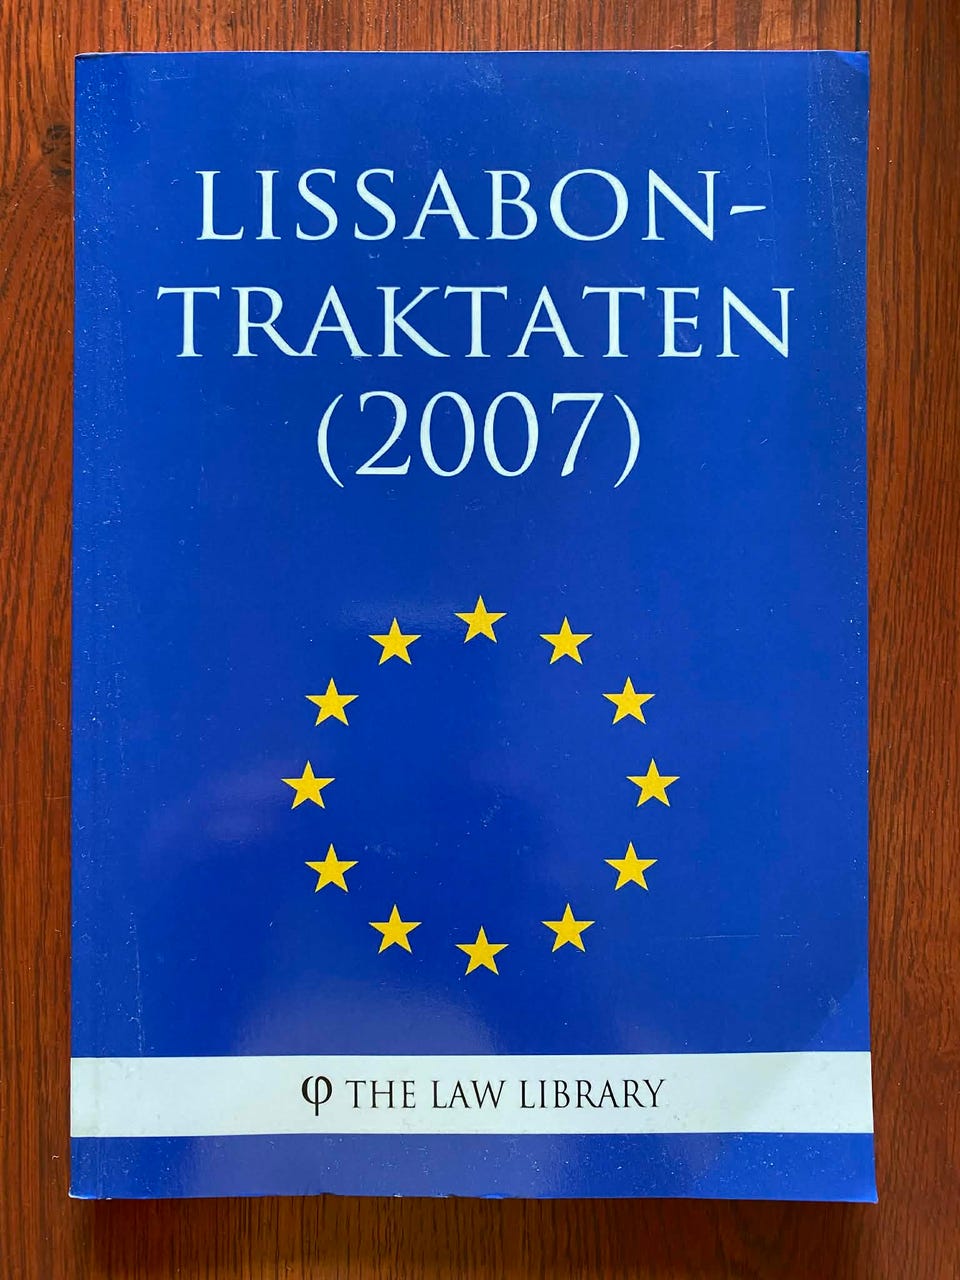 LISSABON-
TRAKTATEN
(2007)
φ THE LAW LIBRARY